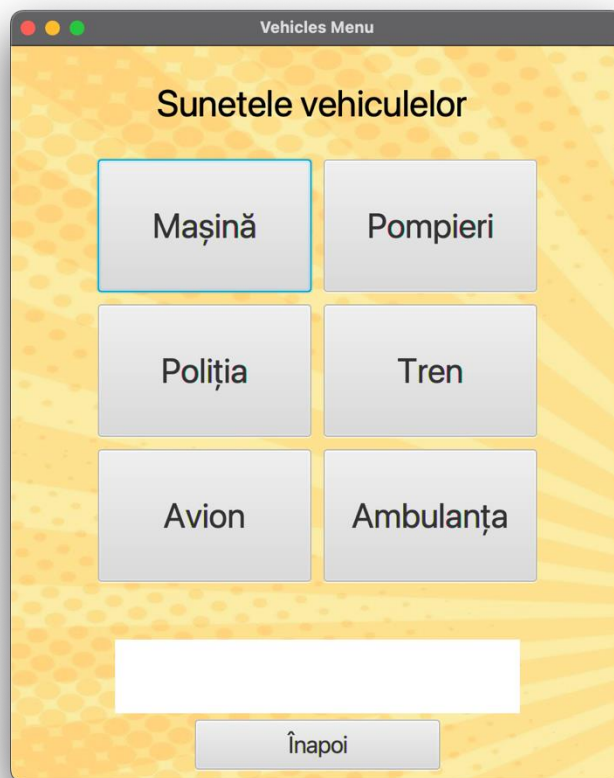 Vehicles Menu
Sunetele vehiculelor
Mașină
Pompieri
Poliția
Tren
Avion
Ambulanța
Înapoi